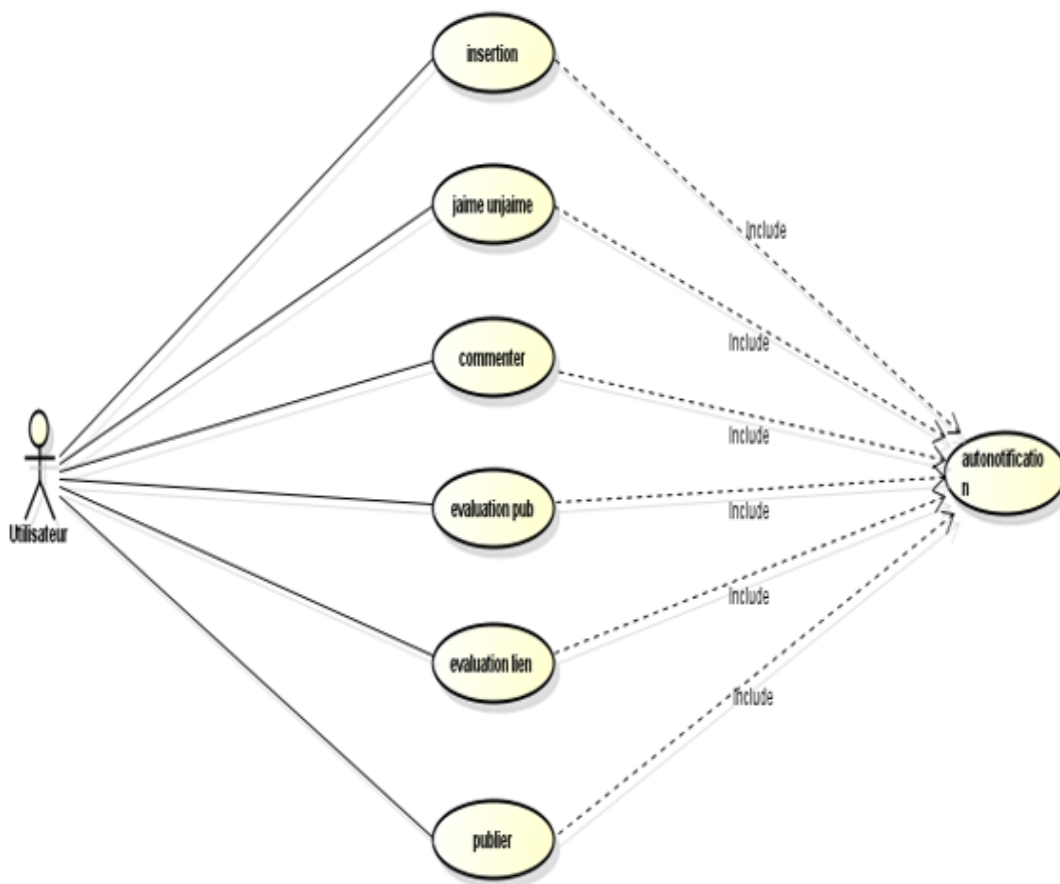 insertion
jaime unjaime
Include
Include
commenter
Include
autonotificatio
n
evaluation pub
Include
Utilisateur
Include
evaluation lien
Include
publier